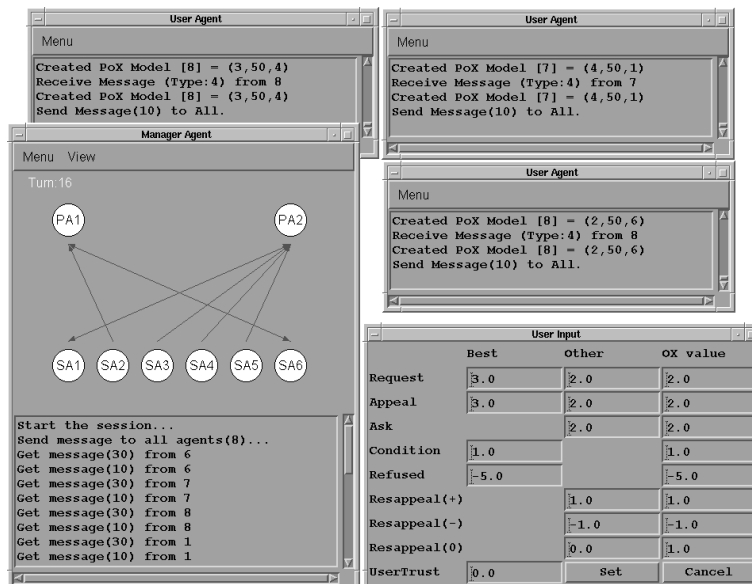 User Agent
Menu
Created PoX Model [8] = (3,50,4)
Receive Message (Type:4) from 8
Created PoX Model [8] = (3,50,4)
Send Message(10) to All.
User Agent
Menu
Created PoX Model [7] = (4,50,1)
Receive Message (Type:4) from 7
Created PoX Model [7] = (4,50,1)
Send Message(10) to All.
Manager Agent
Menu View
Turn:16
PA1 PA2
SA1 SA2 SA3 SA4 SA5 SA6
Start the session...
Send message to all agents(8)...
Get message(30) from 6
Get message(10) from 6
Get message(30) from 7
Get message(10) from 7
Get message(30) from 8
Get message(10) from 8
Get message(30) from 1
Get message(10) from 1
User Agent
Menu
Created PoX Model [8] = (2,50,6)
Receive Message (Type:4) from 8
Created PoX Model [8] = (2,50,6)
Send Message(10) to All.
User Input
Best Other OX value
Request 3.0 2.0 2.0
Appeal 3.0 2.0 2.0
Ask 2.0 2.0
Condition 1.0 1.0
Refused -5.0 -5.0
Resappeal(+) 1.0 1.0
Resappeal(-) -1.0 -1.0
Resappeal(0) 0.0 1.0
UserTrust 0.0 Set Cancel